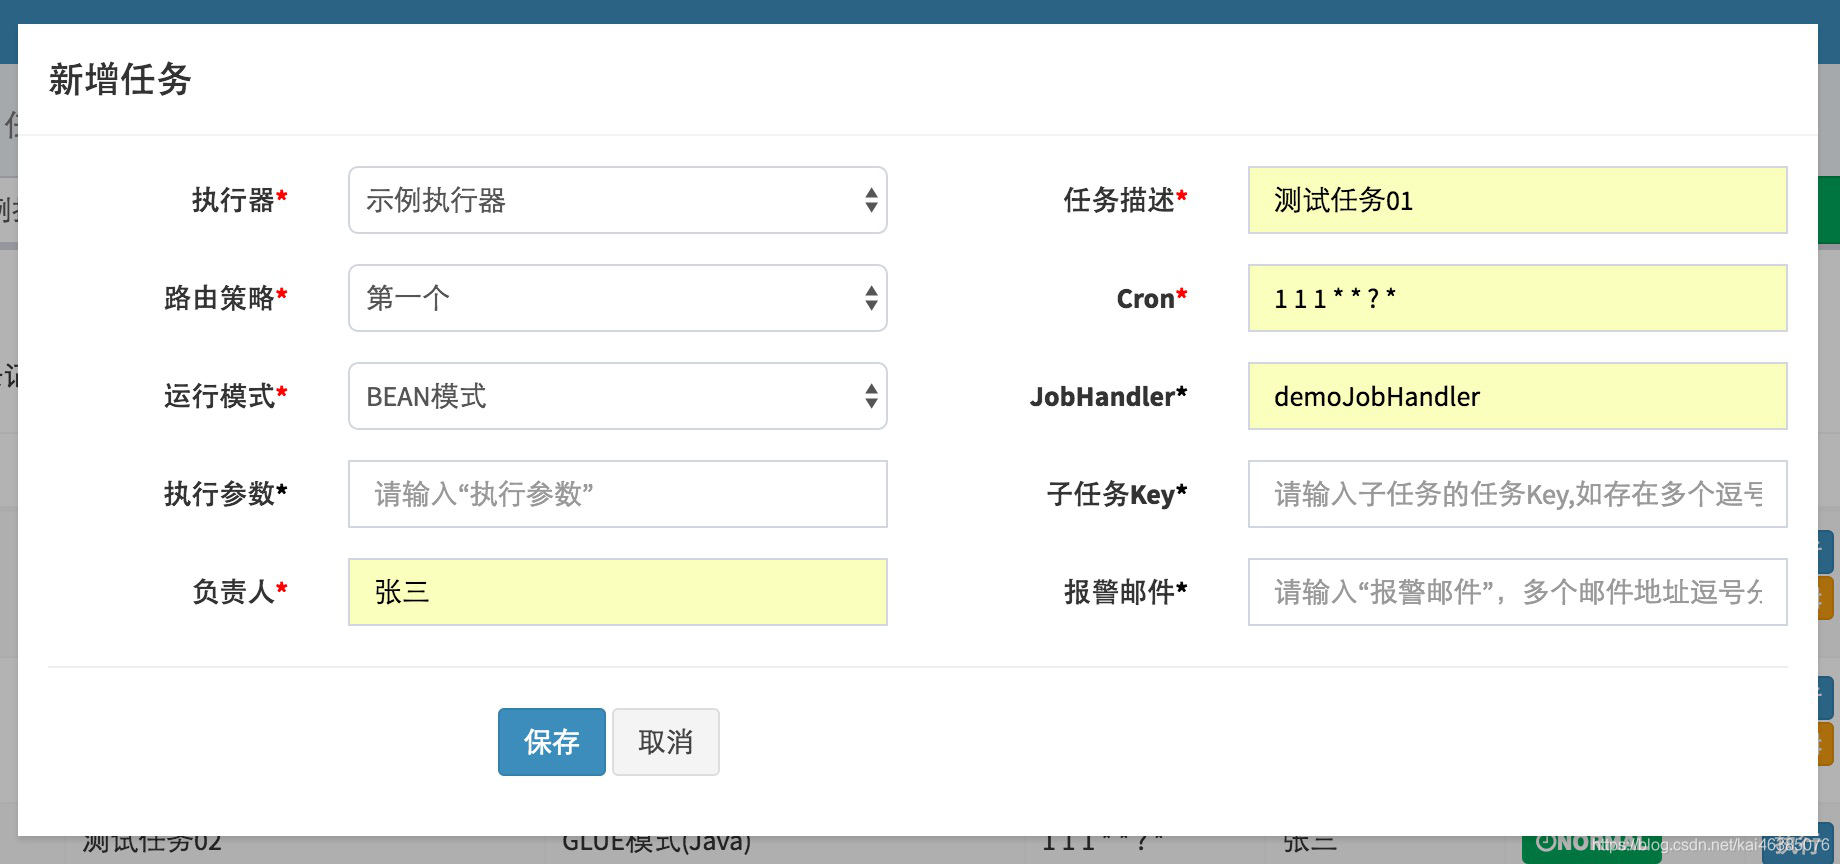 新增任务
执行器* 示例执行器 任务描述* 测试任务01
路由策略* 第一个 Cron* 1 1 1 * * ? *
运行模式* BEAN模式 JobHandler* demoJobHandler
执行参数* 请输入“执行参数” 子任务Key* 请输入子任务的任务Key,如存在多个逗号
负责人* 张三 报警邮件* 请输入“报警邮件”，多个邮件地址逗号分
保存 取消
测试任务02 GLUE模式(Java) 1 1 1 * * ? * 张三 NORMAL 执行
https://blog.csdn.net/kai46385076